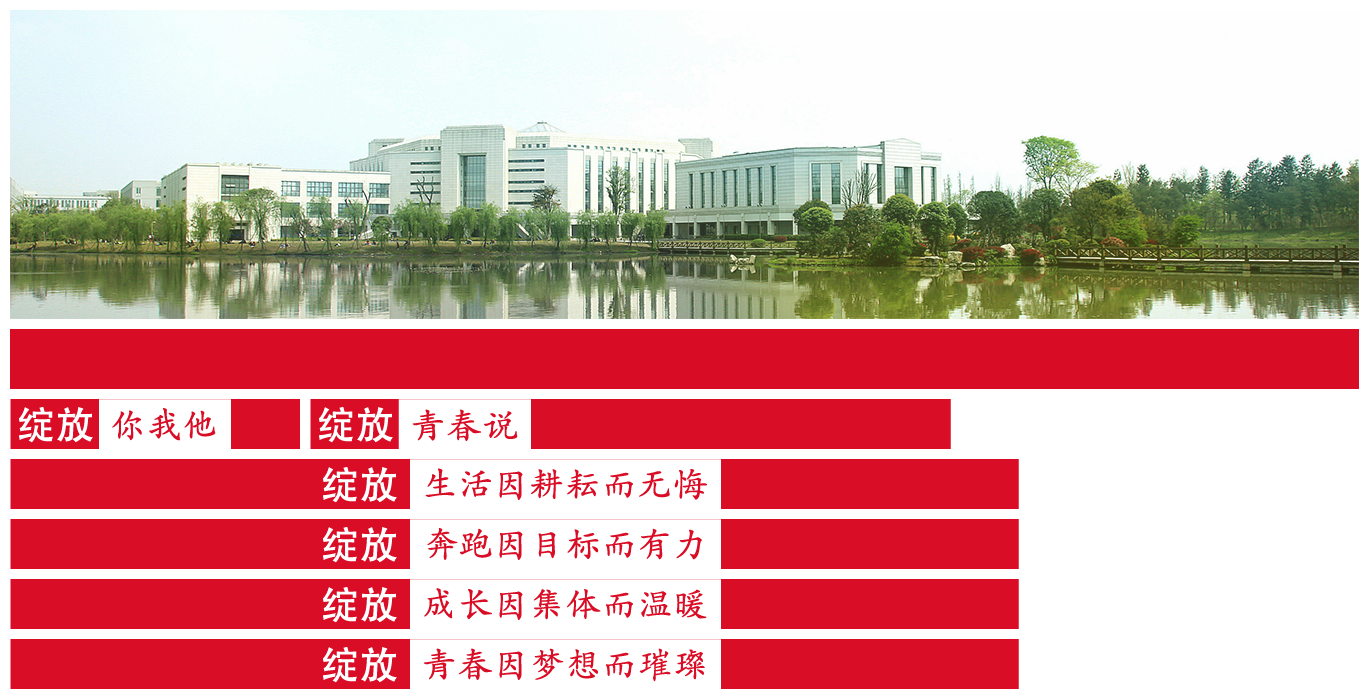 绽放 你我他 绽放 青春说
绽放 生活因耕耘而无悔
绽放 奔跑因目标而有力
绽放 成长因集体而温暖
绽放 青春因梦想而璀璨